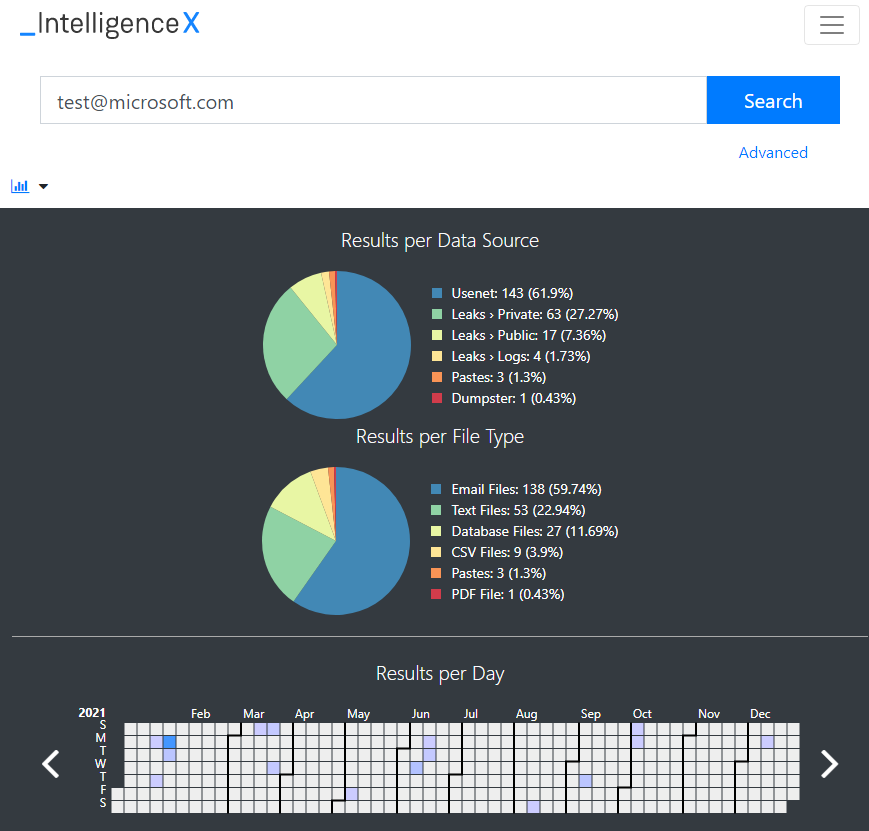 _IntelligenceX
test@microsoft.com
Search
Advanced
Results per Data Source
Usenet: 143 (61.9%)
Leaks › Private: 63 (27.27%)
Leaks › Public: 17 (7.36%)
Leaks › Logs: 4 (1.73%)
Pastes: 3 (1.3%)
Dumpster: 1 (0.43%)
Results per File Type
Email Files: 138 (59.74%)
Text Files: 53 (22.94%)
Database Files: 27 (11.69%)
CSV Files: 9 (3.9%)
Pastes: 3 (1.3%)
PDF File: 1 (0.43%)
Results per Day
2021 Feb Mar Apr May Jun Jul Aug Sep Oct Nov Dec
S
M
T
W
T
F
S